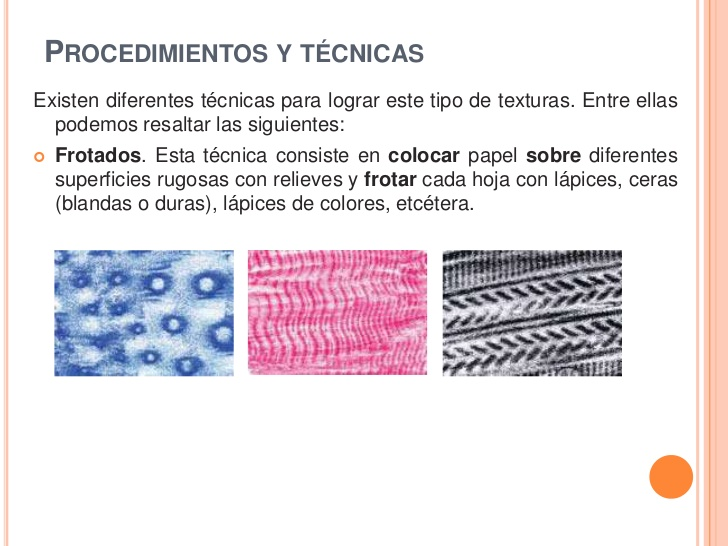 PROCEDIMIENTOS Y TÉCNICAS
Existen diferentes técnicas para lograr este tipo de texturas. Entre ellas
podemos resaltar las siguientes:
Frotados. Esta técnica consiste en colocar papel sobre diferentes
superficies rugosas con relieves y frotar cada hoja con lápices, ceras
(blandas o duras), lápices de colores, etcétera.